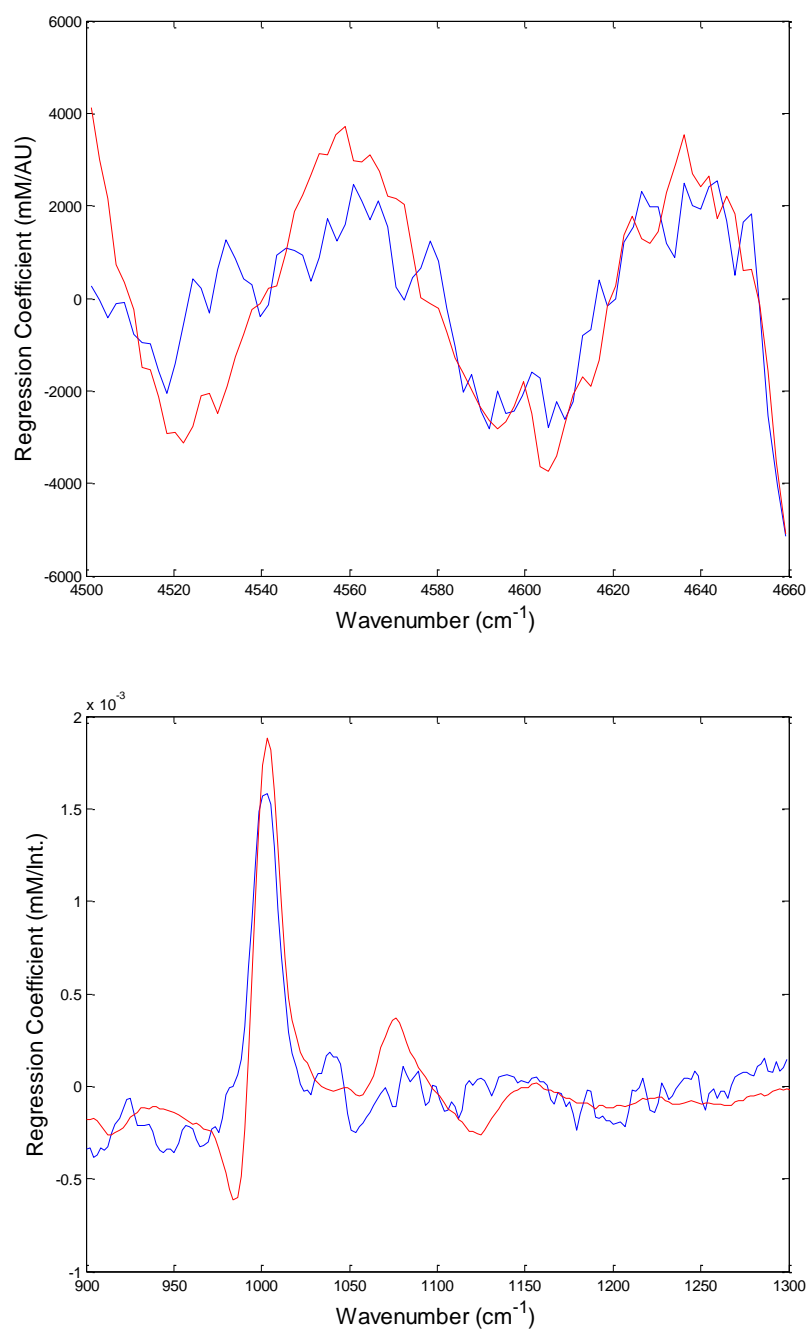 6000
4000
2000
0
-2000
-4000
-6000
Regression Coefficient (mM/AU)
4500 4520 4540 4560 4580 4600 4620 4640 4660
Wavenumber (cm⁻¹)
x 10⁻³
2
1.5
1
0.5
0
-0.5
-1
Regression Coefficient (mM/Int.)
900 950 1000 1050 1100 1150 1200 1250 1300
Wavenumber (cm⁻¹)